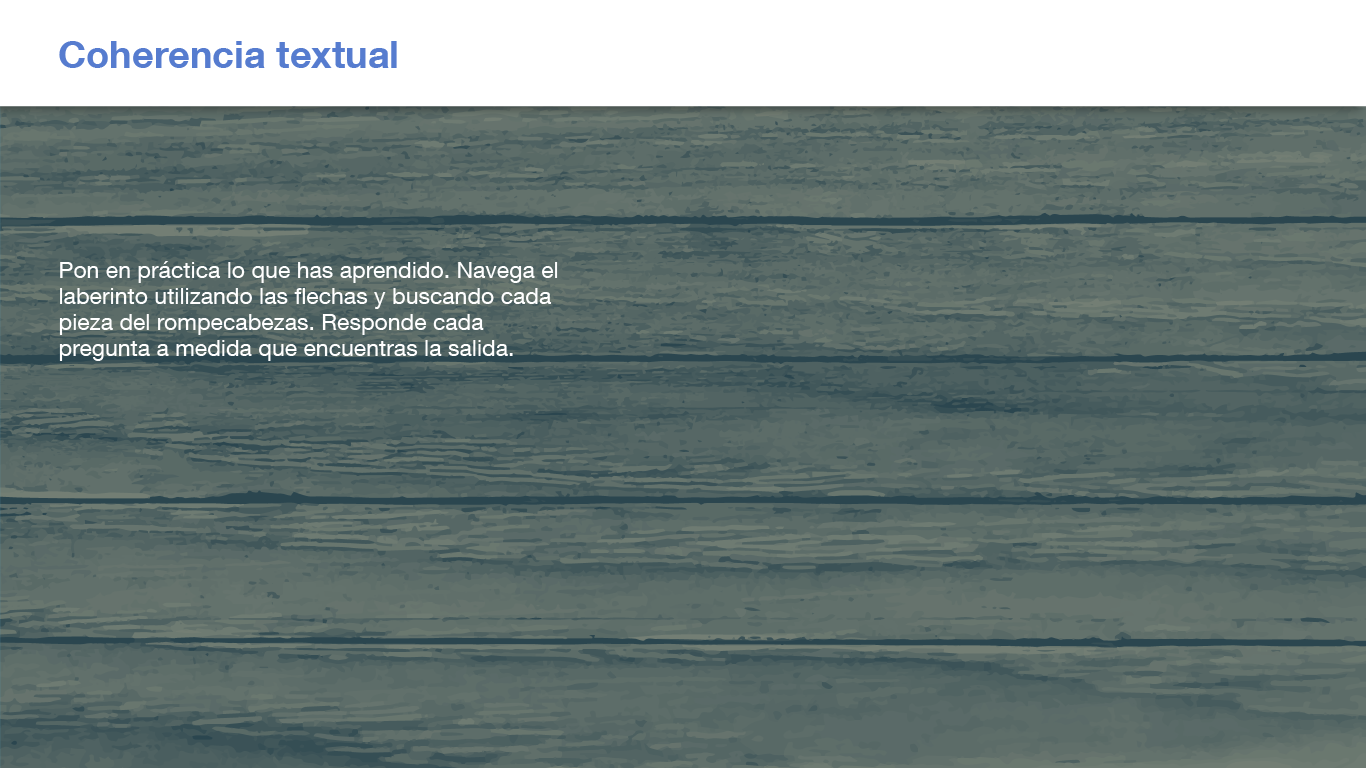 Coherencia textual
Pon en práctica lo que has aprendido. Navega el
laberinto utilizando las flechas y buscando cada
pieza del rompecabezas. Responde cada
pregunta a medida que encuentras la salida.